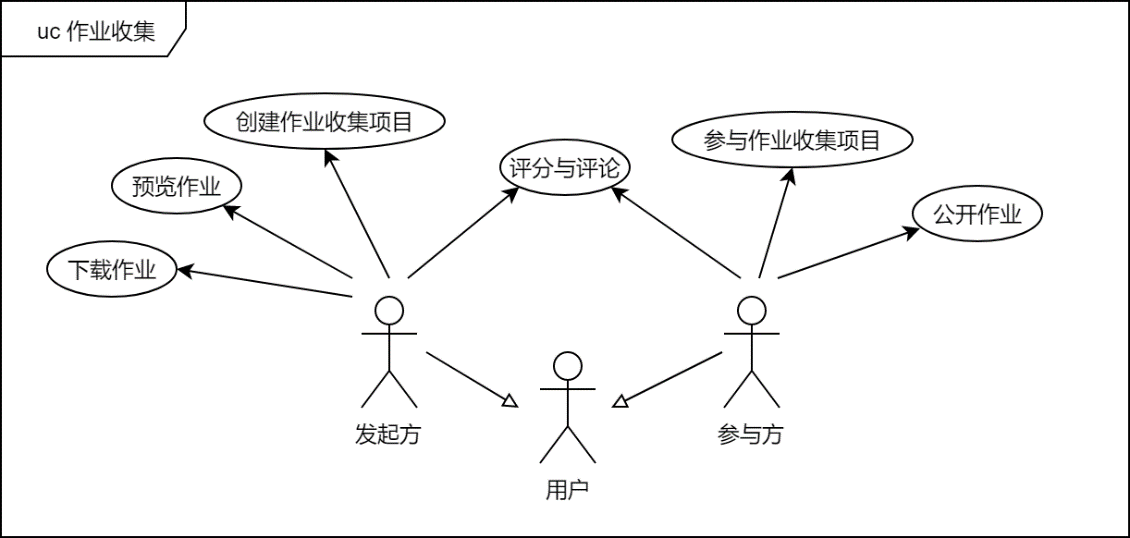 uc 作业收集
创建作业收集项目
参与作业收集项目
评分与评论
预览作业
公开作业
下载作业
发起方
参与方
用户